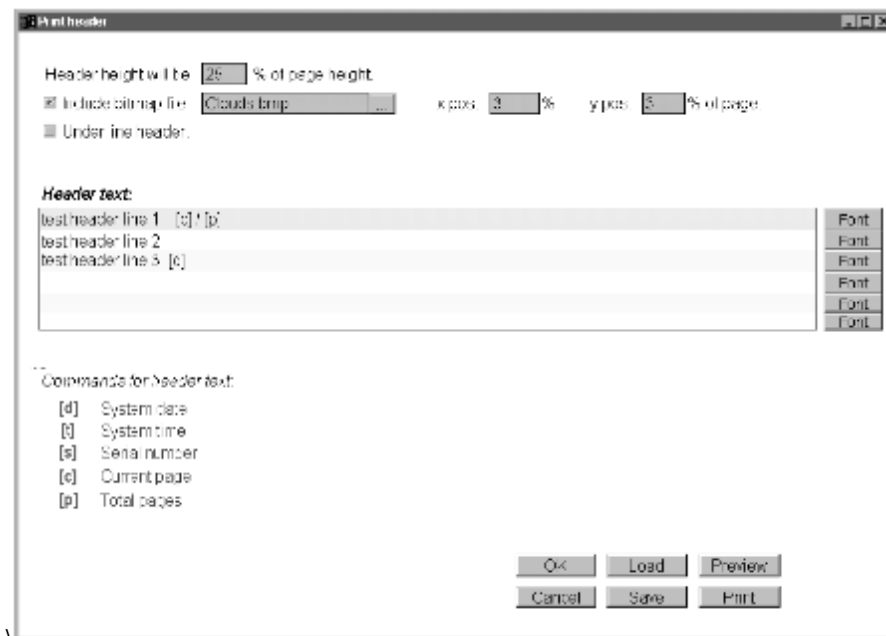 Print header
Header height will be 25 % of page height.
Include bitmap file Clouds.bmp ... x pos. 3 % y pos. 3 % of page
Underline header.
Header text:
test header line 1 [c] / [p] Font
test header line 2 Font
test header line 3 Font
Font
Font
Font
Commands for header text:
[d] System date
[t] System time
[s] Serial number
[c] Current page
[p] Total pages
OK Load Preview
Cancel Save Print
\